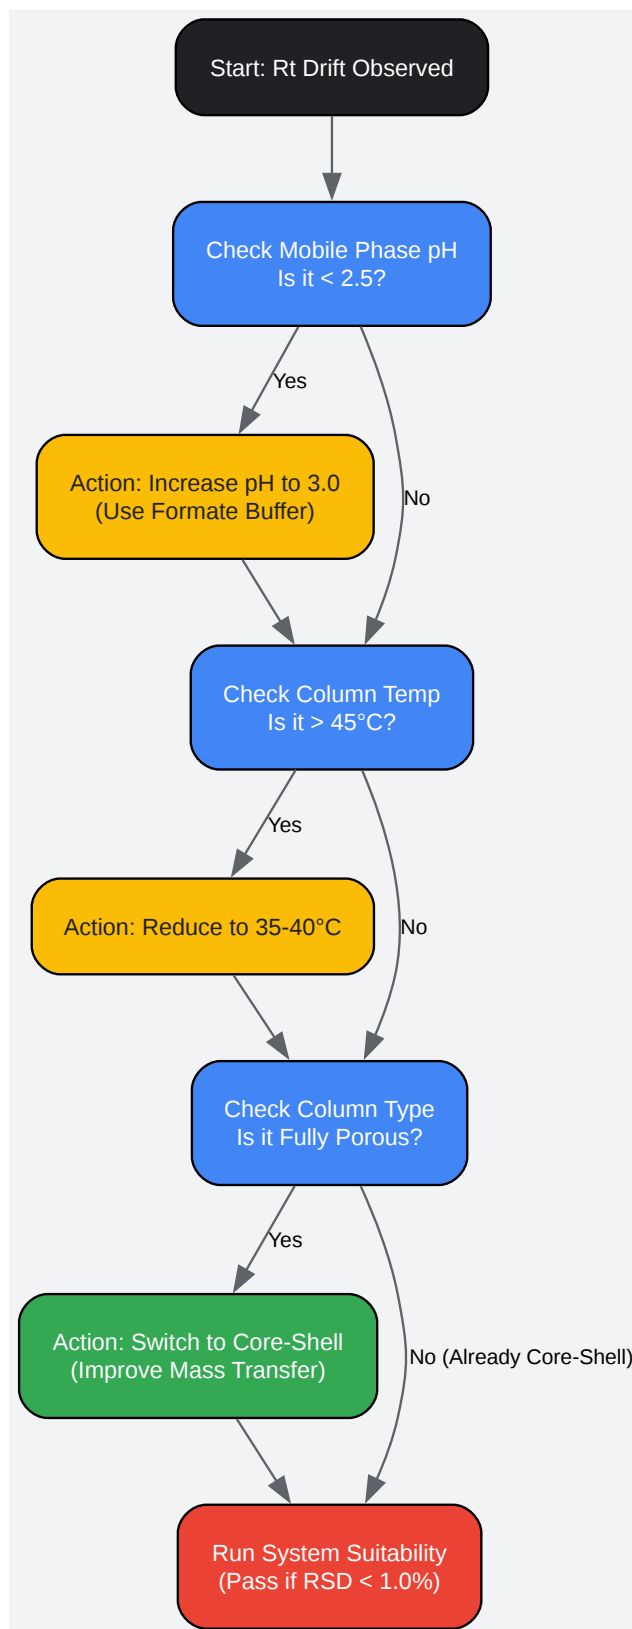 Start: Rt Drift Observed
Check Mobile Phase pH
Is it < 2.5?
Yes
Action: Increase pH to 3.0
(Use Formate Buffer)
No
Check Column Temp
Is it > 45°C?
Yes
Action: Reduce to 35-40°C
No
Check Column Type
Is it Fully Porous?
Yes
Action: Switch to Core-Shell
(Improve Mass Transfer)
No (Already Core-Shell)
Run System Suitability
(Pass if RSD < 1.0%)